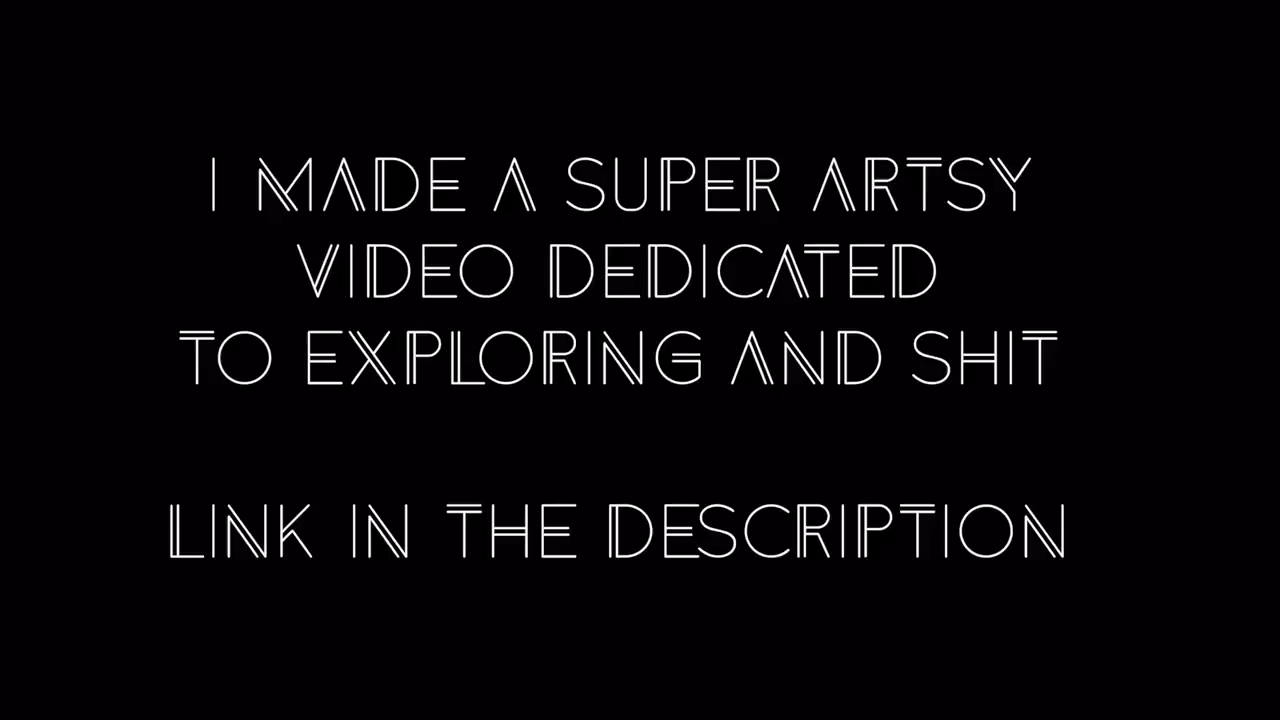 I MADE A SUPER ARTSY
VIDEO DEDICATED
TO EXPLORING AND SHIT
LINK IN THE DESCRIPTION